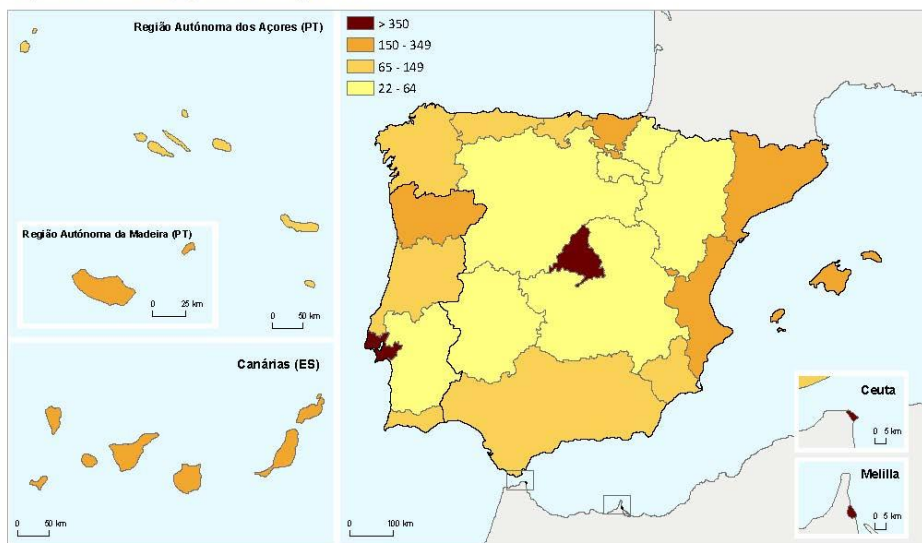 Região Autónoma dos Açores (PT)
Região Autónoma da Madeira (PT)
0 25 km
0 50 km
Canárias (ES)
0 50 km
> 350
150 - 349
65 - 149
22 - 64
0 100 km
Ceuta
0 5 km
Melilla
0 5 km